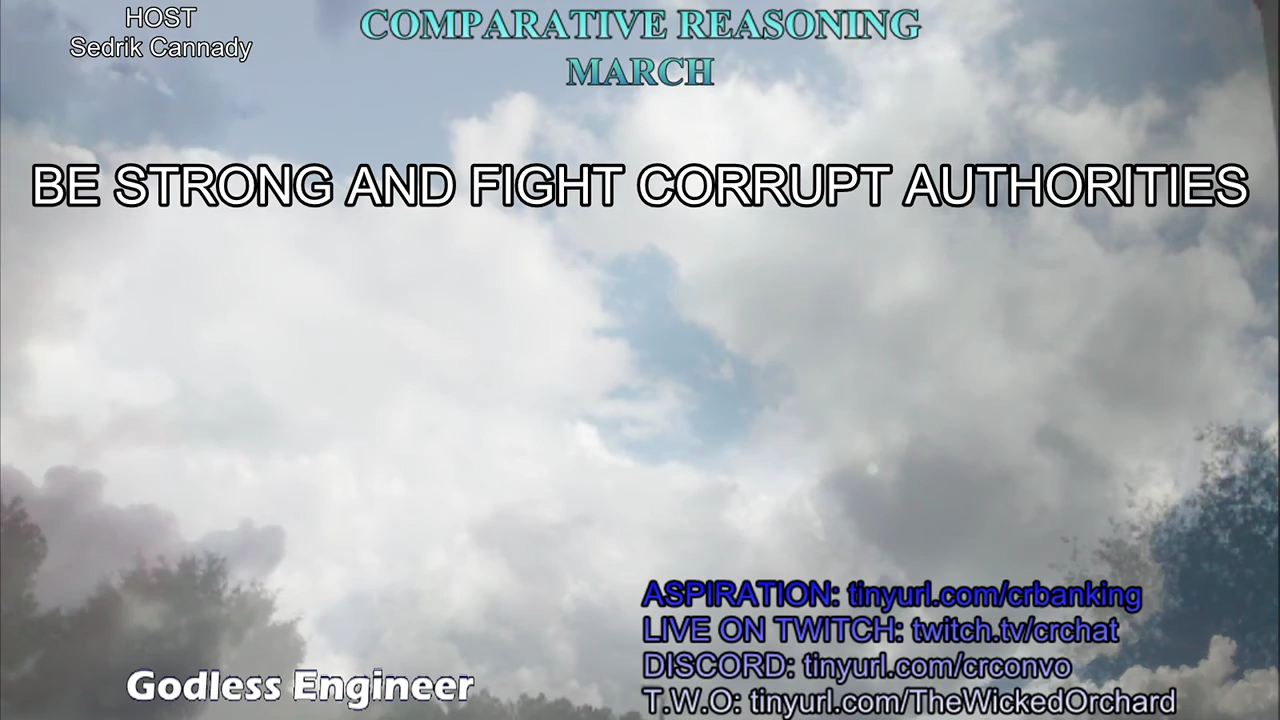 HOST
Sedrik Cannady
COMPARATIVE REASONING
MARCH
BE STRONG AND FIGHT CORRUPT AUTHORITIES
ASPIRATION: tinyurl.com/crbanking
LIVE ON TWITCH: twitch.tv/crchat
DISCORD: tinyurl.com/crconvo
T.W.O: tinyurl.com/TheWickedOrchard
Godless Engineer